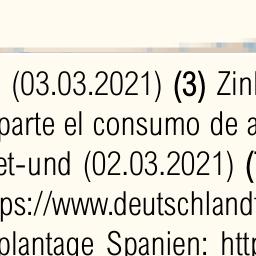 (03.03.2021) (3) Zinl
parte el consumo de a
et-und (02.03.2021) (
ps://www.deutschland
plantage Spanien: http